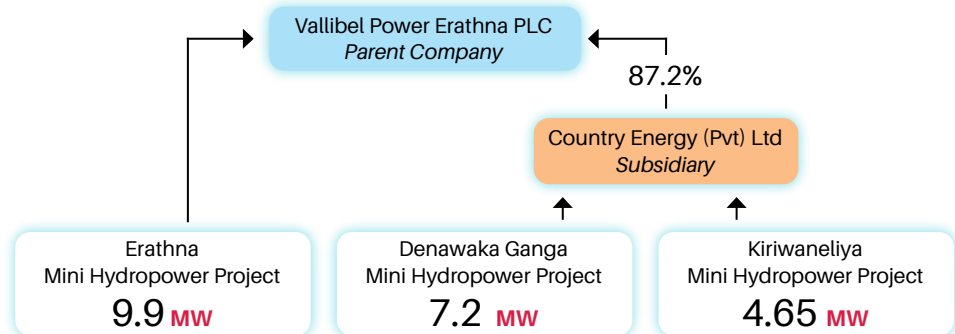 Vallibel Power Erathna PLC
Parent Company
87.2%
Country Energy (Pvt) Ltd
Subsidiary
Erathna
Mini Hydropower Project
9.9 MW
Denawaka Ganga
Mini Hydropower Project
7.2 MW
Kiriwaneliya
Mini Hydropower Project
4.65 MW